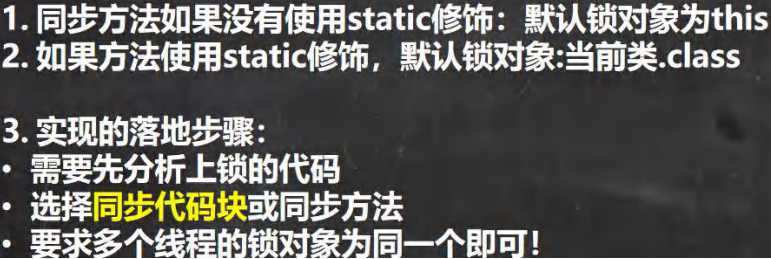 1. 同步方法如果没有使用static修饰：默认锁对象为this
2. 如果方法使用static修饰，默认锁对象:当前类.class
3. 实现的落地步骤：
• 需要先分析上锁的代码
• 选择同步代码块或同步方法
• 要求多个线程的锁对象为同一个即可！